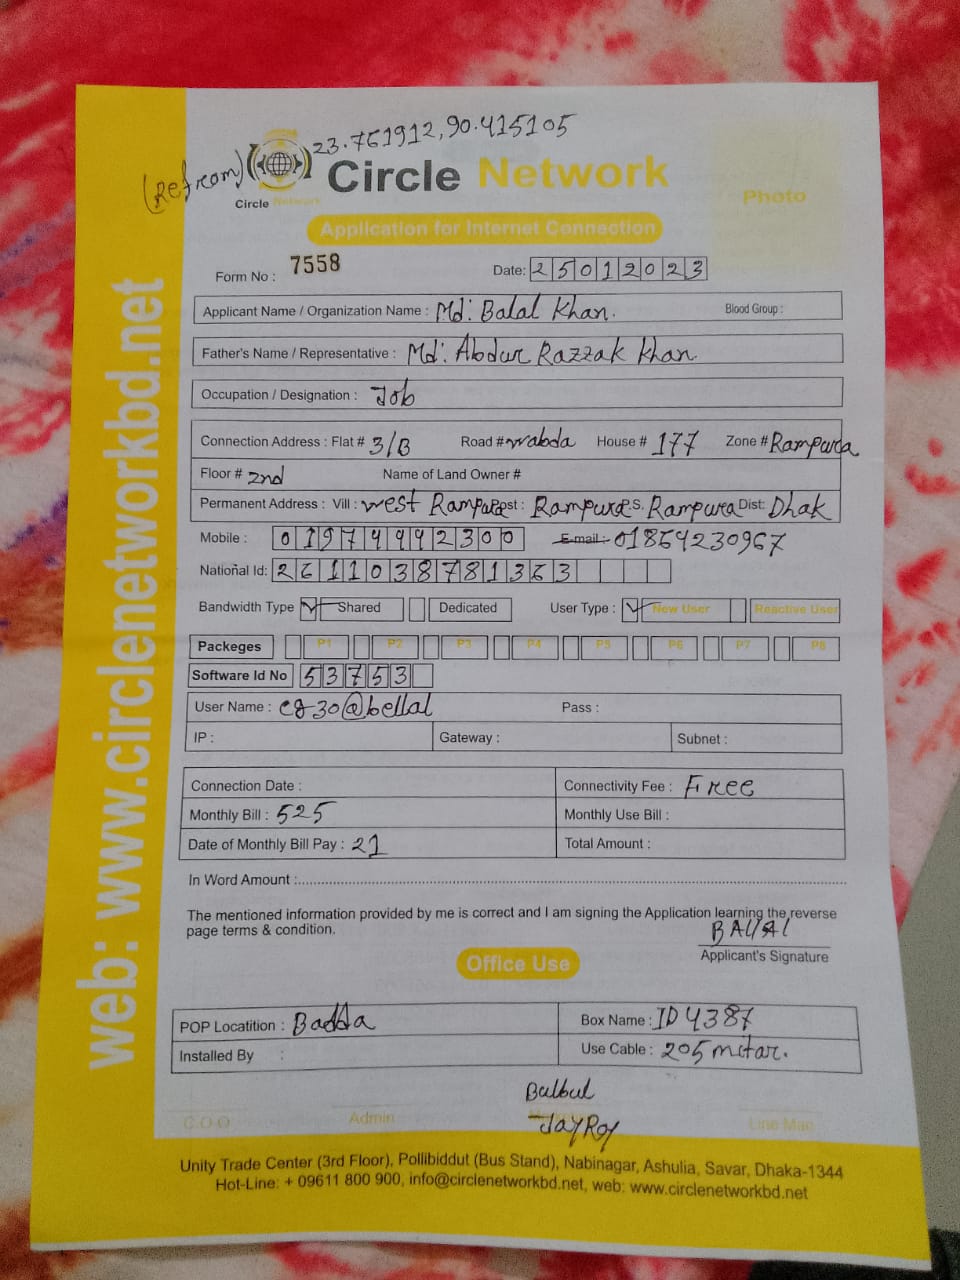 23.761912,90.415105
(Refrom)
Circle Network
Circle Network
Photo
Application for Internet Connection
Form No : 7558 Date: 25012023
Applicant Name / Organization Name : Md: Balal Khan. Blood Group :
Father's Name / Representative : Md: Abdur Razzak Khan
Occupation / Designation : Job
Connection Address : Flat # 3/B Road # wabda House # 177 Zone # Rampura
Floor # 2nd Name of Land Owner #
Permanent Address : Vill : West Rampura Post : Rampura P.S. Rampura Dist: Dhak
Mobile : 01974992300 E-mail : 01864230967
National Id: 2611038781363
Bandwidth Type Shared Dedicated User Type : New User Reactive User
Packeges P1 P2 P3 P4 P5 P6 P7 P8
Software Id No 53753
User Name : cg30@bellal Pass :
IP : Gateway : Subnet :
Connection Date : Connectivity Fee : Free
Monthly Bill : 525 Monthly Use Bill :
Date of Monthly Bill Pay : 21 Total Amount :
In Word Amount :
The mentioned information provided by me is correct and I am signing the Application learning the reverse
page terms & condition.
Applicant's Signature
Office Use
POP Locatition : Badda Box Name : ID 4387
Installed By : Use Cable : 205 mitar.
Bulbul
Jay Roy
C.O.O Admin Line Man
Unity Trade Center (3rd Floor), Pollibiddut (Bus Stand), Nabinagar, Ashulia, Savar, Dhaka-1344
Hot-Line: + 09611 800 900, info@circlenetworkbd.net, web: www.circlenetworkbd.net
web: www.circlenetworkbd.net